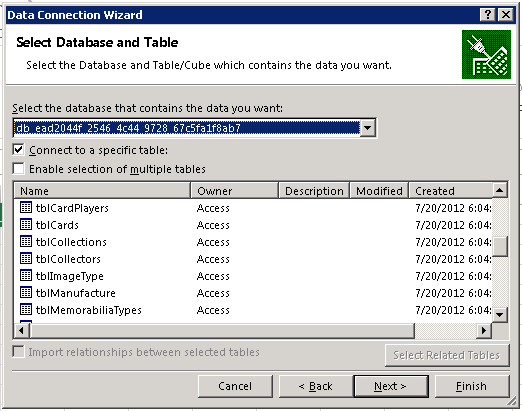 Data Connection Wizard
Select Database and Table
Select the Database and Table/Cube which contains the data you want.
Select the database that contains the data you want:
db_ead2044f_2546_4c44_9728_67c5fa1f8ab7
Connect to a specific table:
Enable selection of multiple tables
Name Owner Description Modified Created
tblCardPlayers Access 7/20/2012 6:04:
tblCards Access 7/20/2012 6:04:
tblCollections Access 7/20/2012 6:04:
tblCollectors Access 7/20/2012 6:04:
tblImageType Access 7/20/2012 6:04:
tblManufacture Access 7/20/2012 6:04:
tblMemorabiliaTypes Access 7/20/2012 6:04:
Import relationships between selected tables
Select Related Tables
Cancel < Back Next > Finish